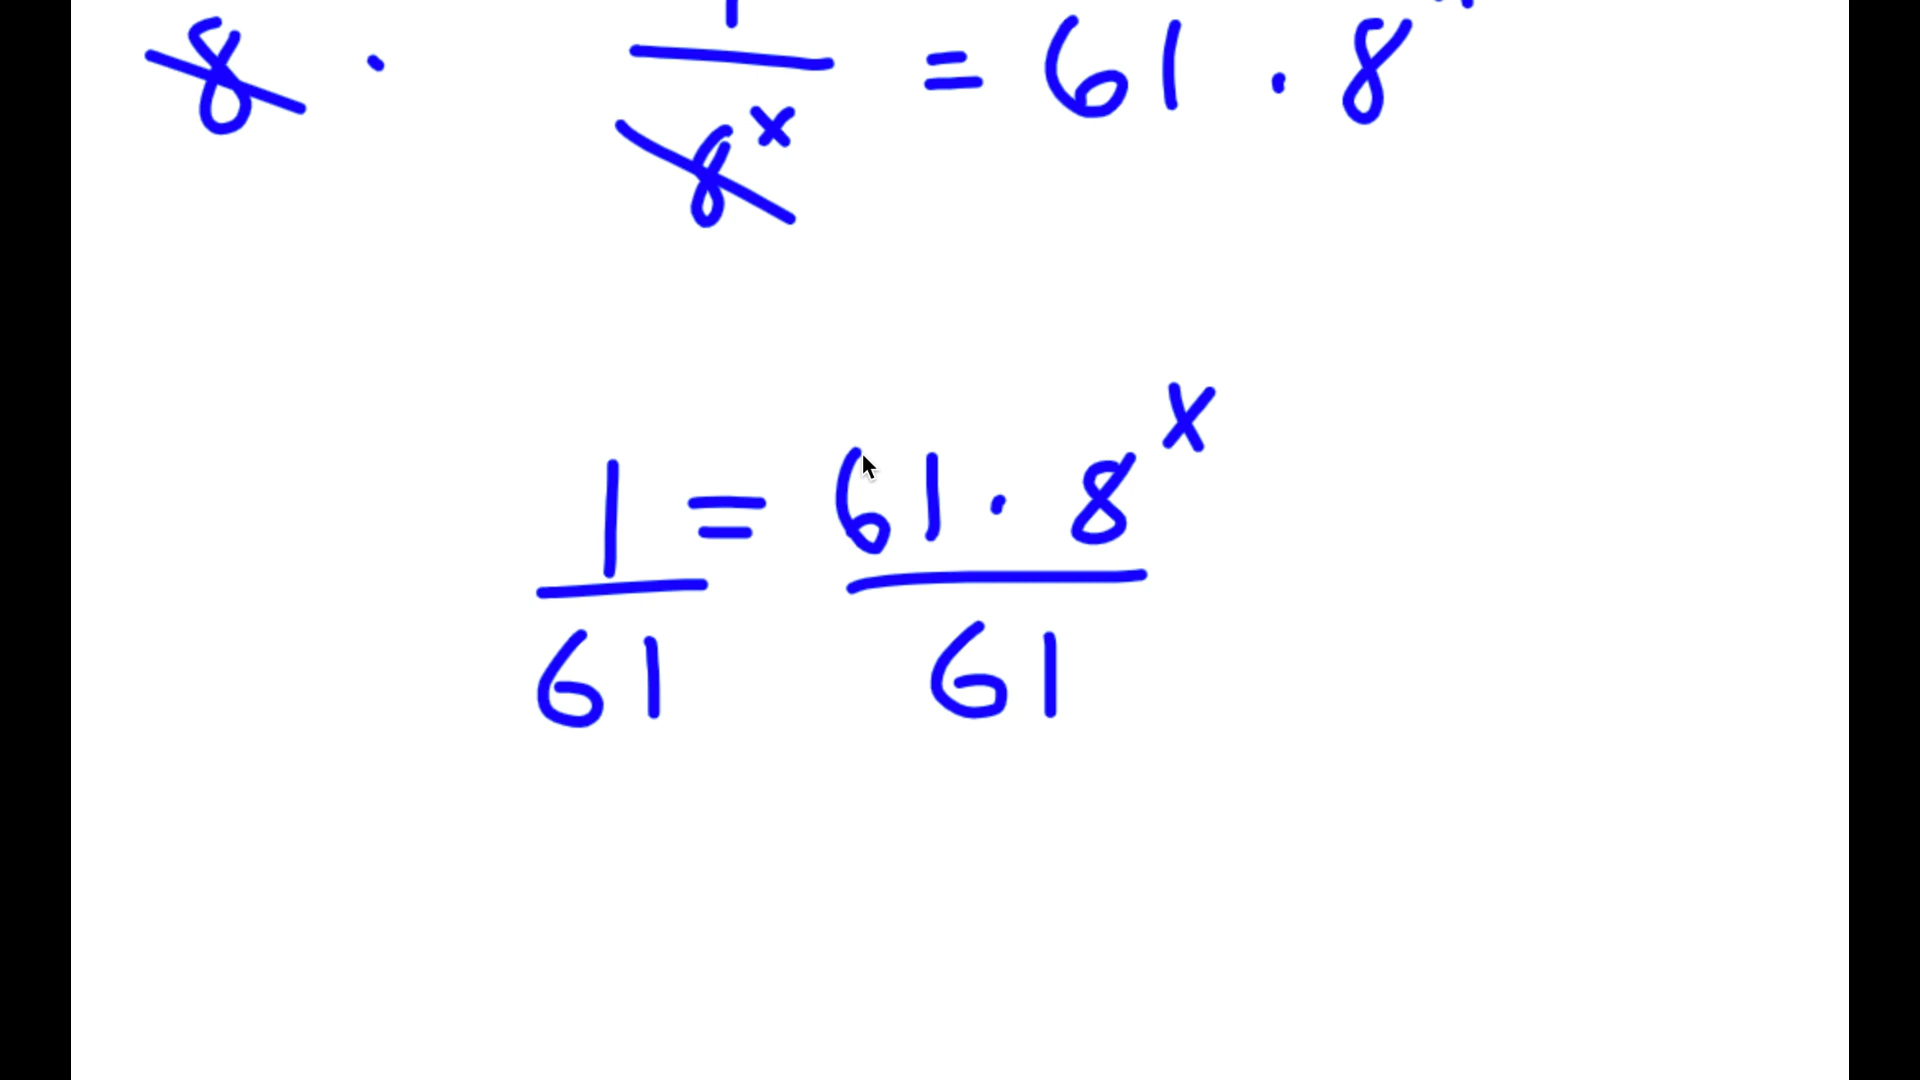 8 · 1 = 61 · 8
8^x
1 = 61 · 8^x
61 61